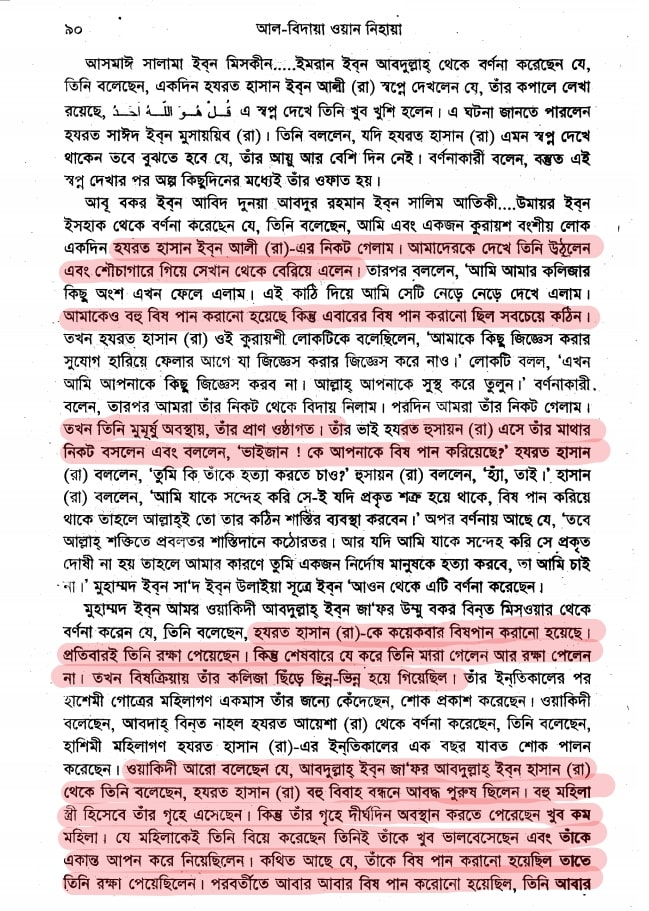 ৯০
আল-বিদায়া ওয়ান নিহায়া
আসমাঈ সালামা ইব্‌ন মিসকীন.....ইমরান ইব্‌ন আবদুল্লাহ্ থেকে বর্ণনা করেছেন যে,
তিনি বলেছেন, একদিন হযরত হাসান ইব্‌ন আলী (রা) স্বপ্নে দেখলেন যে, তাঁর কপালে লেখা
রয়েছে, قُلْ هُوَ اللَّهُ أَحَدٌ এ স্বপ্ন দেখে তিনি খুব খুশি হলেন। এ ঘটনা জানতে পারলেন
হযরত সাঈদ ইব্‌ন মুসায়্যিব (রা)। তিনি বললেন, যদি হযরত হাসান (রা) এমন স্বপ্ন দেখে
থাকেন তবে বুঝতে হবে যে, তাঁর আয়ু আর বেশি দিন নেই। বর্ণনাকারী বলেন, বস্তুত এই
স্বপ্ন দেখার পর অল্প কিছুদিনের মধ্যেই তাঁর ওফাত হয়।
আবূ বকর ইব্‌ন আবিদ দুনয়া আবদুর রহমান ইব্‌ন সালিম আতিকী....উমায়র ইব্‌ন
ইসহাক থেকে বর্ণনা করেছেন যে, তিনি বলেছেন, আমি এবং একজন কুরায়শ বংশীয় লোক
একদিন হযরত হাসান ইব্‌ন আলী (রা)-এর নিকট গেলাম। আমাদেরকে দেখে তিনি উঠলেন
এবং শৌচাগারে গিয়ে সেখান থেকে বেরিয়ে এলেন। তারপর বললেন, ‘আমি আমার কলিজার
কিছু অংশ এখন ফেলে এলাম। এই কাঠি দিয়ে আমি সেটি নেড়ে নেড়ে দেখে এলাম।
আমাকেও বহু বিষ পান করানো হয়েছে কিন্তু এবারের বিষ পান করানো ছিল সবচেয়ে কঠিন।
তখন হযরত হাসান (রা) ওই কুরায়শী লোকটিকে বলেছিলেন, ‘আমাকে কিছু জিজ্ঞেস করার
সুযোগ হারিয়ে ফেলার আগে যা জিজ্ঞেস করার জিজ্ঞেস করে নাও।’ লোকটি বলল, ‘এখন
আমি আপনাকে কিছু জিজ্ঞেস করব না। আল্লাহ্ আপনাকে সুস্থ করে তুলুন।’ বর্ণনাকারী
বলেন, তারপর আমরা তাঁর নিকট থেকে বিদায় নিলাম। পরদিন আমরা তাঁর নিকট গেলাম।
তখন তিনি মুমূর্ষু অবস্থায়, তাঁর প্রাণ ওষ্ঠাগত। তাঁর ভাই হযরত হুসায়ন (রা) এসে তাঁর মাথার
নিকট বসলেন এবং বললেন, ‘ভাইজান ! কে আপনাকে বিষ পান করিয়েছে?’ হযরত হাসান
(রা) বললেন, ‘তুমি কি তাঁকে হত্যা করতে চাও?’ হুসায়ন (রা) বললেন, ‘হ্যাঁ, তাই।’ হাসান
(রা) বললেন, ‘আমি যাকে সন্দেহ করি সে-ই যদি প্রকৃত শত্রু হয়ে থাকে, বিষ পান করিয়ে
থাকে তাহলে আল্লাহ্ই তো তার কঠিন শাস্তির ব্যবস্থা করবেন।’ অপর বর্ণনায় আছে যে, ‘তবে
আল্লাহ্ শক্তিতে প্রবলতর শাস্তিদানে কঠোরতর। আর যদি আমি যাকে সন্দেহ করি সে প্রকৃত
দোষী না হয় তাহলে আমার কারণে তুমি একজন নির্দোষ মানুষকে হত্যা করবে, তা আমি চাই
না।’ মুহাম্মদ ইব্‌ন সা‘দ ইব্‌ন উলাইয়া সূত্রে ইব্‌ন ‘আওন থেকে এটি বর্ণনা করেছেন।
মুহাম্মদ ইব্‌ন আমর ওয়াকিদী আবদুল্লাহ্ ইব্‌ন জা‘ফর উম্মু বকর বিন্‌ত মিসওয়ার থেকে
বর্ণনা করেন যে, তিনি বলেছেন, হযরত হাসান (রা)-কে কয়েকবার বিষপান করানো হয়েছে।
প্রতিবারই তিনি রক্ষা পেয়েছেন। কিন্তু শেষবারে যে করে তিনি মারা গেলেন আর রক্ষা পেলেন
না। তখন বিষক্রিয়ায় তাঁর কলিজা ছিঁড়ে ছিন্ন-ভিন্ন হয়ে গিয়েছিল। তাঁর ইন্‌তিকালের পর
হাশেমী গোত্রের মহিলাগণ একমাস তাঁর জন্যে কেঁদেছেন, শোক প্রকাশ করেছেন। ওয়াকিদী
বলেছেন, আবদাহ্ বিন্‌ত নাহল হযরত আয়েশা (রা) থেকে বর্ণনা করেছেন, তিনি বলেছেন,
হাশিমী মহিলাগণ হযরত হাসান (রা)-এর ইন্‌তিকালের এক বছর যাবত শোক পালন
করেছেন। ওয়াকিদী আরো বলেছেন যে, আবদুল্লাহ্ ইব্‌ন জা‘ফর আবদুল্লাহ্ ইব্‌ন হাসান (রা)
থেকে তিনি বলেছেন, হযরত হাসান (রা) বহু বিবাহ বন্ধনে আবদ্ধ পুরুষ ছিলেন। বহু মহিলা
স্ত্রী হিসেবে তাঁর গৃহে এসেছেন। কিন্তু তাঁর গৃহে দীর্ঘদিন অবস্থান করতে পেরেছেন খুব কম
মহিলা। যে মহিলাকেই তিনি বিয়ে করেছেন তিনিই তাঁকে খুব ভালবেসেছেন এবং তাঁকে
একান্ত আপন করে নিয়েছিলেন। কথিত আছে যে, তাঁকে বিষ পান করানো হয়েছিল তাতে
তিনি রক্ষা পেয়েছিলেন। পরবর্তীতে আবার আবার বিষ পান করোনো হয়েছিল, তিনি আবার